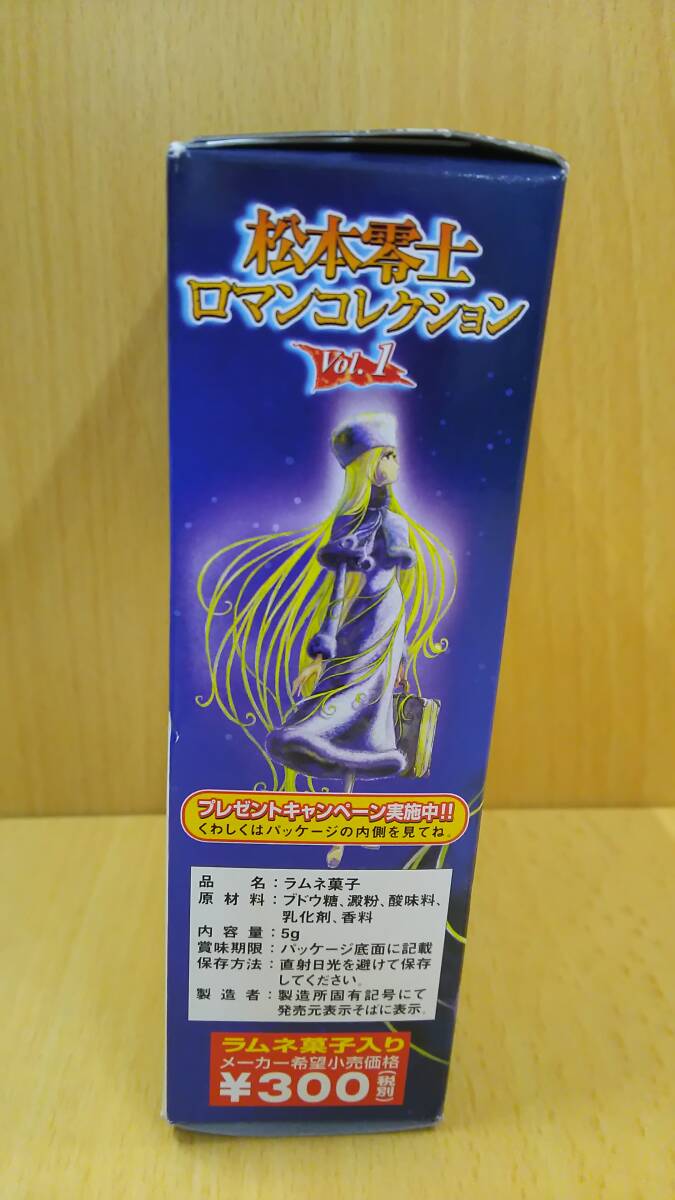 松本零士
ロマンコレクション
Vol. 1
プレゼントキャンペーン実施中!!
くわしくはパッケージの内側を見てね。
品名：ラムネ菓子
原材料：ブドウ糖、澱粉、酸味料、
乳化剤、香料
内容量：5g
賞味期限：パッケージ底面に記載
保存方法：直射日光を避けて保存
してください。
製造者：製造所固有記号にて
発売元表示そばに表示。
ラムネ菓子入り
メーカー希望小売価格
¥300(税別)